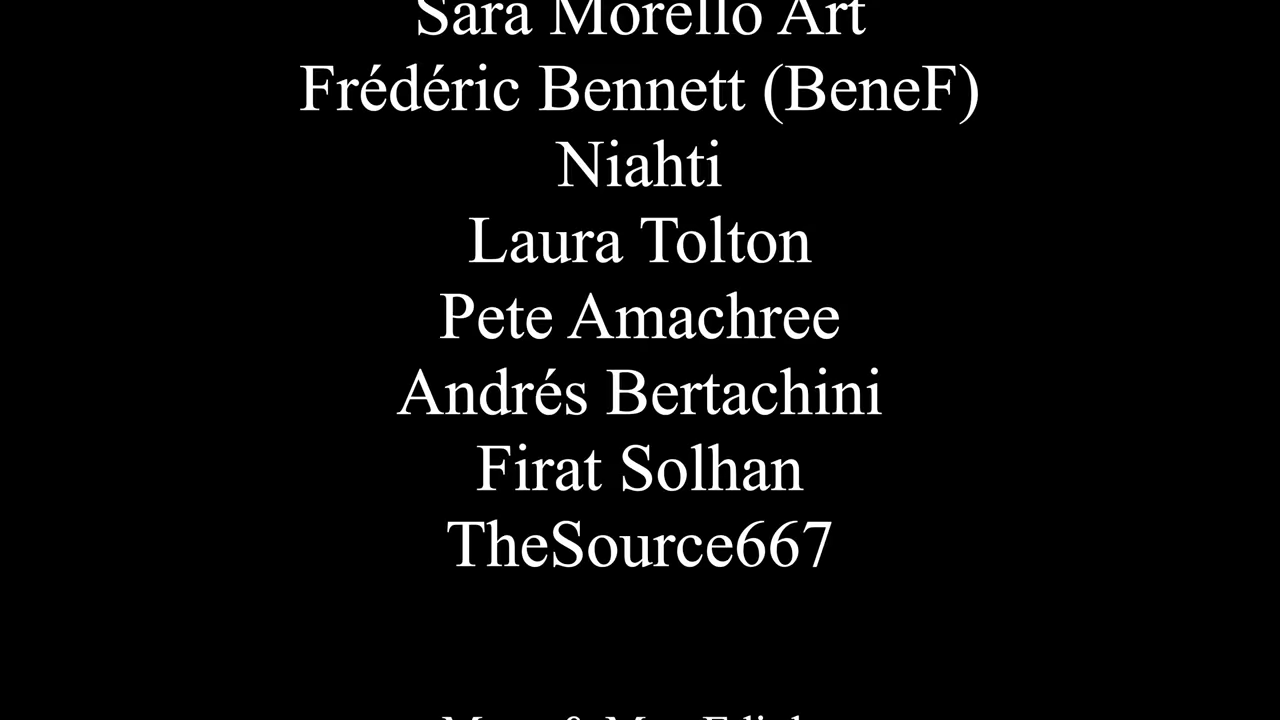 Sara Morello Art
Frédéric Bennett (BeneF)
Niahti
Laura Tolton
Pete Amachree
Andrés Bertachini
Firat Solhan
TheSource667